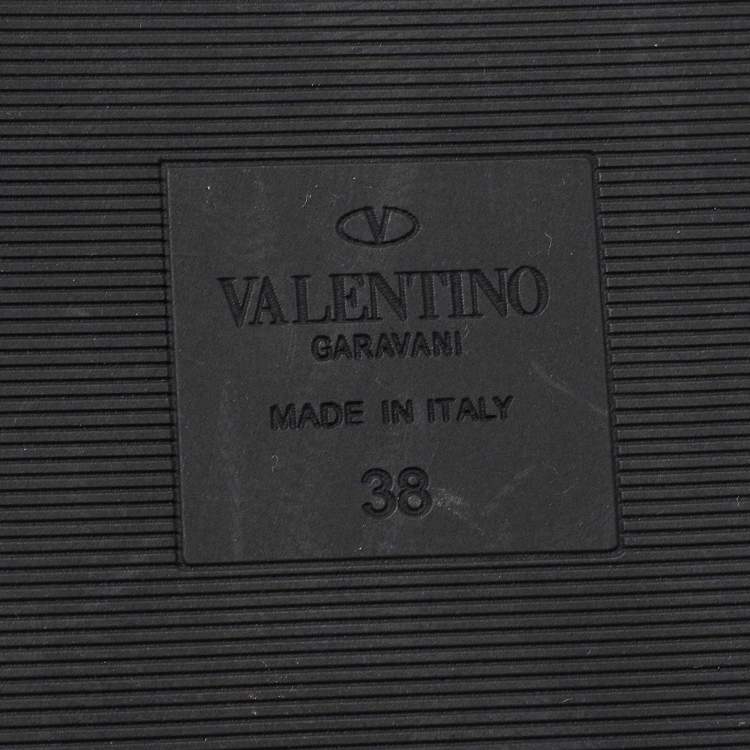 V
VALENTINO
GARAVANI
MADE IN ITALY
38